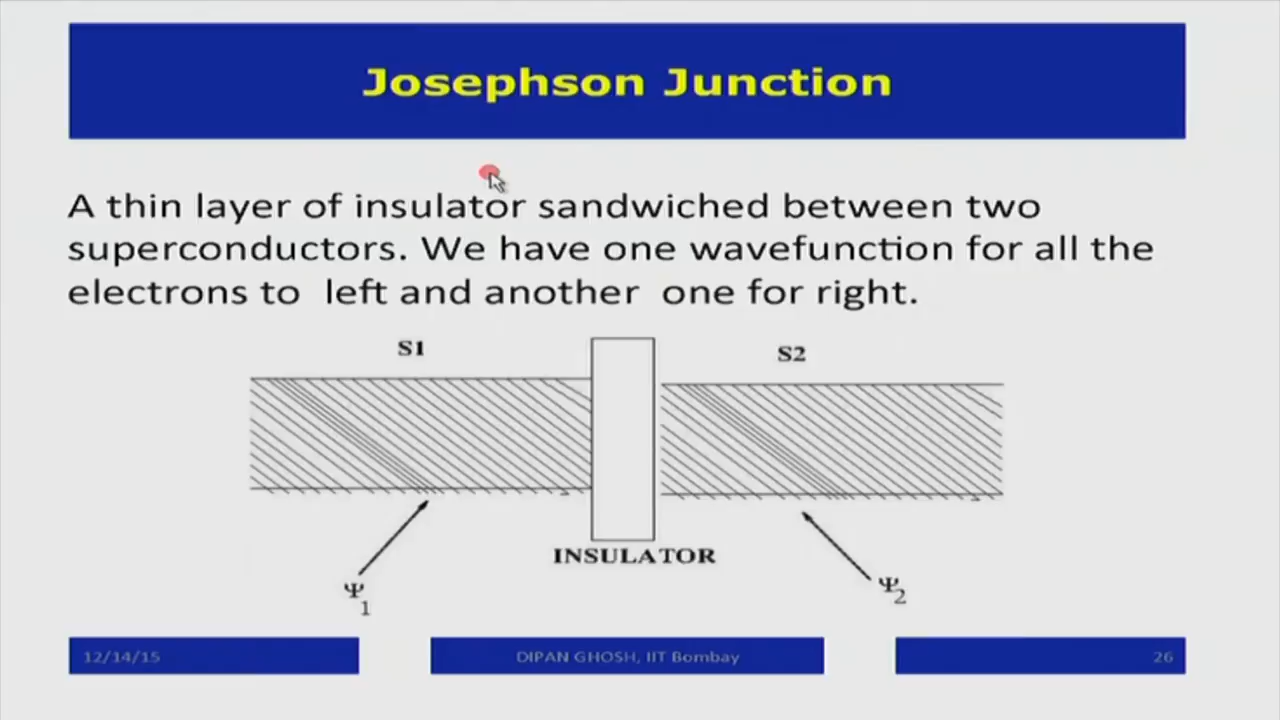 Josephson Junction
A thin layer of insulator sandwiched between two
superconductors. We have one wavefunction for all the
electrons to left and another one for right.
S1
S2
INSULATOR
Ψ1
Ψ2
12/14/15
DIPAN GHOSH, IIT Bombay
26